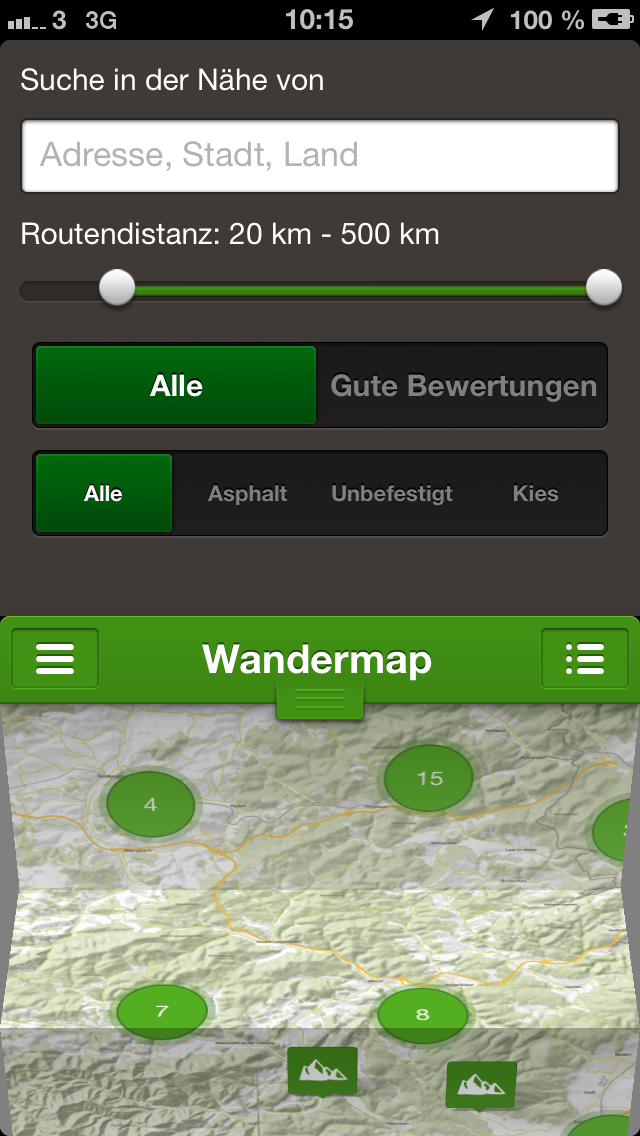 3 3G 10:15 100 %
Suche in der Nähe von
Adresse, Stadt, Land
Routendistanz: 20 km - 500 km
Alle Gute Bewertungen
Alle Asphalt Unbefestigt Kies
Wandermap
15
4
7
8